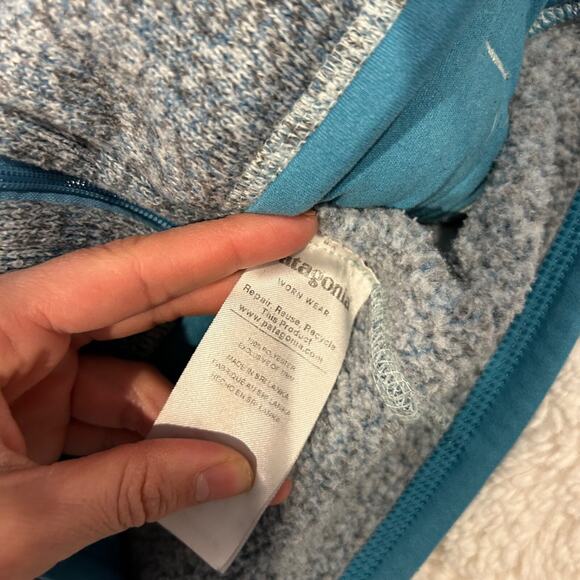 patagonia
WORN WEAR
Repair, Reuse, Recycle
This Product
www.patagonia.com
100% POLYESTER
EXCLUSIVE OF TRIM
MADE IN SRI LANKA
FABRIQUÉ AU SRI LANKA
HECHO EN SRI LANKA